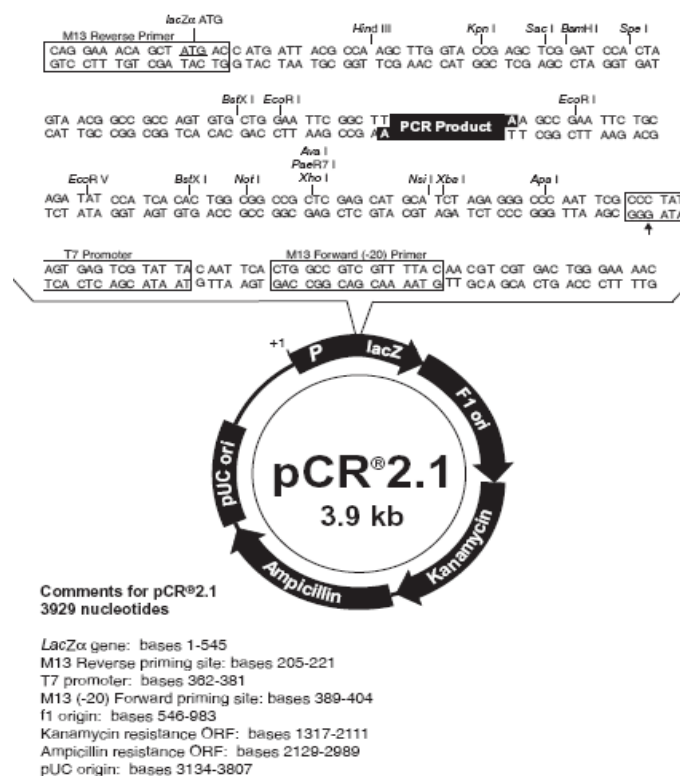 lacZα ATG
M13 Reverse Primer Hind III Kpn I Sac I BamH I Spe I
CAG GAA ACA GCT ATG AC C ATG ATT ACG CCA AGC TTG GTA CCG AGC TCG GAT CCA CTA
GTC CTT TGT CGA TAC TG G TAC TAA TGC GGT TCG AAC CAT GGC TCG AGC CTA GGT GAT
BstX I EcoR I EcoR I
GTA ACG GCC GCC AGT GTG CTG GAA TTC GGC TT PCR Product A AGC CGA ATT CTG C
CAT TGC CGG CGG TCA CAC GAC CTT AAG CCG A A TT CGG CTT AAG ACG
Ava I
PaeR7 I
EcoR V BstX I Not I Xho I Nsi I Xba I Apa I
AGA TAT CCA TCA CAC TGG CGG CCG CTC GAG CAT GCA TCT AGA GGG CCC AAT TCG CCC TAT
TCT ATA GGT AGT GTG ACC GCC GGC GAG CTC GTA CGT AGA TCT CCC GGG TTA AGC GGG ATA
T7 Promoter M13 Forward (-20) Primer
AGT GAG TCG TAT TA C AAT TCA CTG GCC GTC GTT TTA C AA CGT CGT GAC TGG GAA AAC
TCA CTC AGC ATA AT G TTA AGT GAC CGG CAG CAA AAT G TT GCA GCA CTG ACC CTT TTG
+1 P lacZ
F1 ori
pUC ori
pCR®2.1
3.9 kb
Kanamycin
Ampicillin
Comments for pCR®2.1
3929 nucleotides
LacZα gene: bases 1-545
M13 Reverse priming site: bases 205-221
T7 promoter: bases 362-381
M13 (-20) Forward priming site: bases 389-404
f1 origin: bases 546-983
Kanamycin resistance ORF: bases 1317-2111
Ampicillin resistance ORF: bases 2129-2989
pUC origin: bases 3134-3807